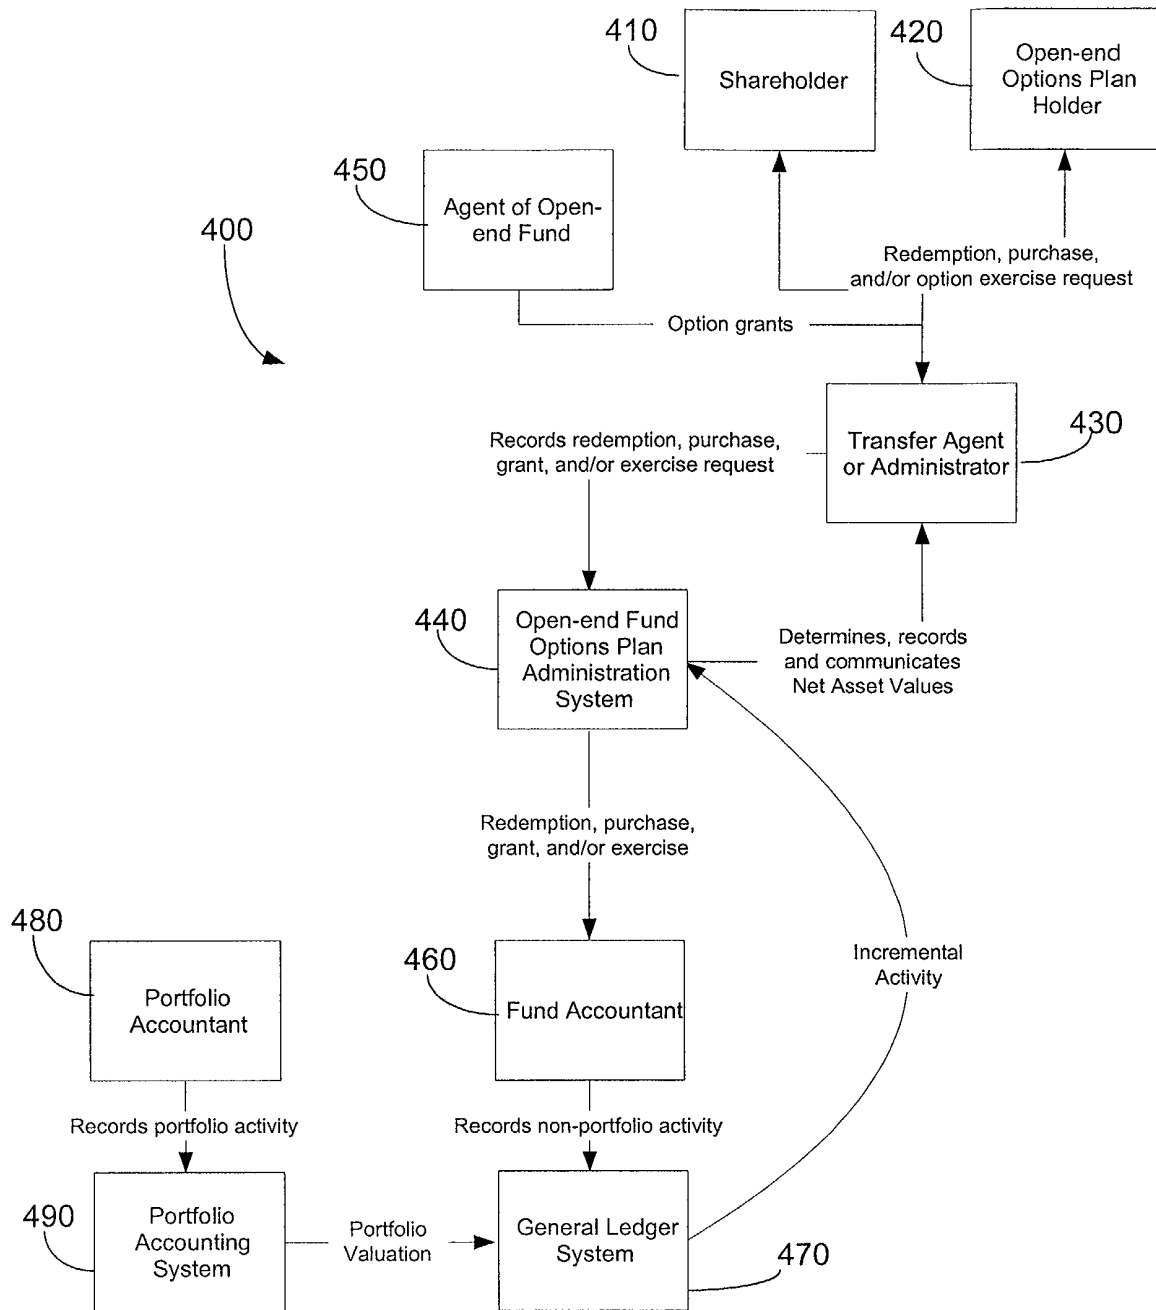 410
Shareholder
420
Open-end
Options Plan
Holder
450
Agent of Open-
end Fund
400
Redemption, purchase,
and/or option exercise request
Option grants
Records redemption, purchase,
grant, and/or exercise request
Transfer Agent
or Administrator
430
440
Open-end Fund
Options Plan
Administration
System
Determines, records
and communicates
Net Asset Values
Redemption, purchase,
grant, and/or exercise
480
Portfolio
Accountant
460
Fund Accountant
Incremental
Activity
Records portfolio activity
Records non-portfolio activity
490
Portfolio
Accounting
System
Portfolio
Valuation
General Ledger
System
470